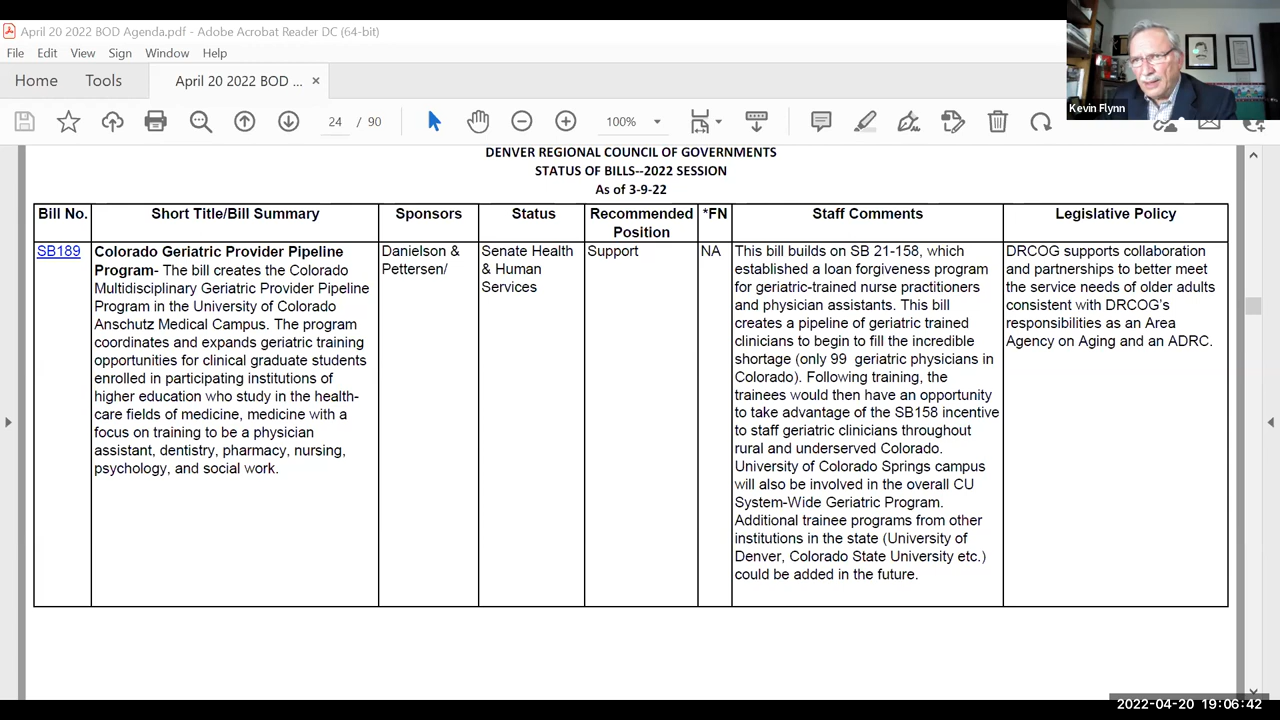 April 20 2022 BOD Agenda.pdf - Adobe Acrobat Reader DC (64-bit)
File Edit View Sign Window Help
Home Tools April 20 2022 BOD ... ×
24 / 90 100%
Kevin Flynn
DENVER REGIONAL COUNCIL OF GOVERNMENTS
STATUS OF BILLS--2022 SESSION
As of 3-9-22
Bill No. Short Title/Bill Summary Sponsors Status Recommended Position *FN Staff Comments Legislative Policy
SB189
Colorado Geriatric Provider Pipeline
Program- The bill creates the Colorado
Multidisciplinary Geriatric Provider Pipeline
Program in the University of Colorado
Anschutz Medical Campus. The program
coordinates and expands geriatric training
opportunities for clinical graduate students
enrolled in participating institutions of
higher education who study in the health-
care fields of medicine, medicine with a
focus on training to be a physician
assistant, dentistry, pharmacy, nursing,
psychology, and social work.
Danielson &
Pettersen/
Senate Health
& Human
Services
Support
NA
This bill builds on SB 21-158, which
established a loan forgiveness program
for geriatric-trained nurse practitioners
and physician assistants. This bill
creates a pipeline of geriatric trained
clinicians to begin to fill the incredible
shortage (only 99 geriatric physicians in
Colorado). Following training, the
trainees would then have an opportunity
to take advantage of the SB158 incentive
to staff geriatric clinicians throughout
rural and underserved Colorado.
University of Colorado Springs campus
will also be involved in the overall CU
System-Wide Geriatric Program.
Additional trainee programs from other
institutions in the state (University of
Denver, Colorado State University etc.)
could be added in the future.
DRCOG supports collaboration
and partnerships to better meet
the service needs of older adults
consistent with DRCOG's
responsibilities as an Area
Agency on Aging and an ADRC.
2022-04-20 19:06:42